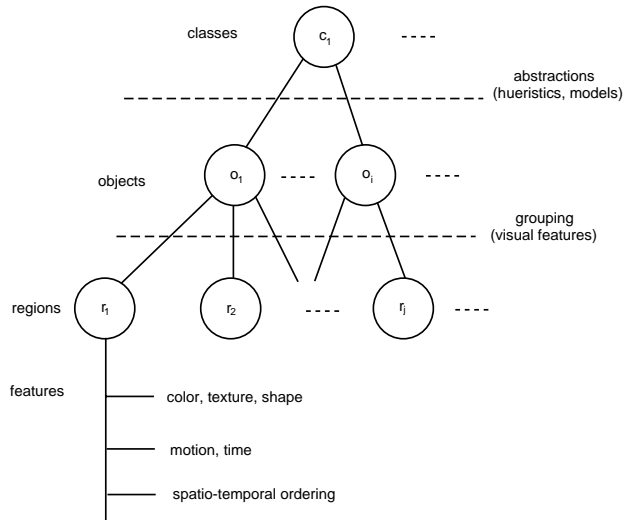 classes
c1
abstractions
(hueristics, models)
objects
o1
oi
grouping
(visual features)
regions
r1
r2
rj
features
color, texture, shape
motion, time
spatio-temporal ordering